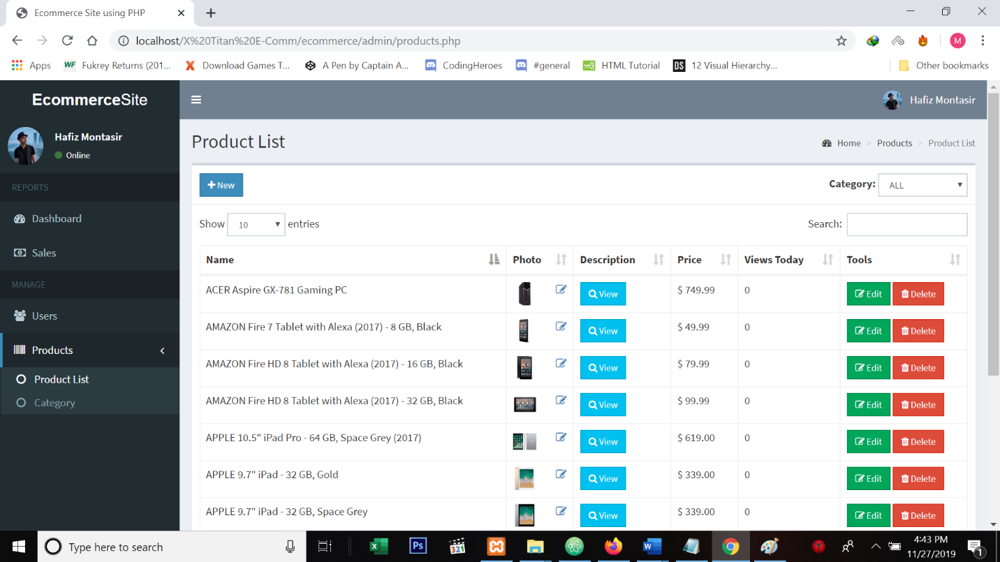 Ecommerce Site using PHP
localhost/X%20Titan%20E-Comm/ecommerce/admin/products.php
M
Apps WF Fukrey Returns (201... X Download Games T... A Pen by Captain A... CodingHeroes #general w3 HTML Tutorial DS 12 Visual Hierarchy... Other bookmarks
EcommerceSite
Hafiz Montasir
Hafiz Montasir
Online
Product List
Home > Products > Product List
REPORTS
Dashboard
Sales
MANAGE
Users
Products
Product List
Category
New
Category: ALL
Show 10 entries
Search:
Name Photo Description Price Views Today Tools
ACER Aspire GX-781 Gaming PC View $ 749.99 0 Edit Delete
AMAZON Fire 7 Tablet with Alexa (2017) - 8 GB, Black View $ 49.99 0 Edit Delete
AMAZON Fire HD 8 Tablet with Alexa (2017) - 16 GB, Black View $ 79.99 0 Edit Delete
AMAZON Fire HD 8 Tablet with Alexa (2017) - 32 GB, Black View $ 99.99 0 Edit Delete
APPLE 10.5" iPad Pro - 64 GB, Space Grey (2017) View $ 619.00 0 Edit Delete
APPLE 9.7" iPad - 32 GB, Gold View $ 339.00 0 Edit Delete
APPLE 9.7" iPad - 32 GB, Space Grey View $ 339.00 0 Edit Delete
Type here to search
Ps
321
4:43 PM
11/27/2019
1